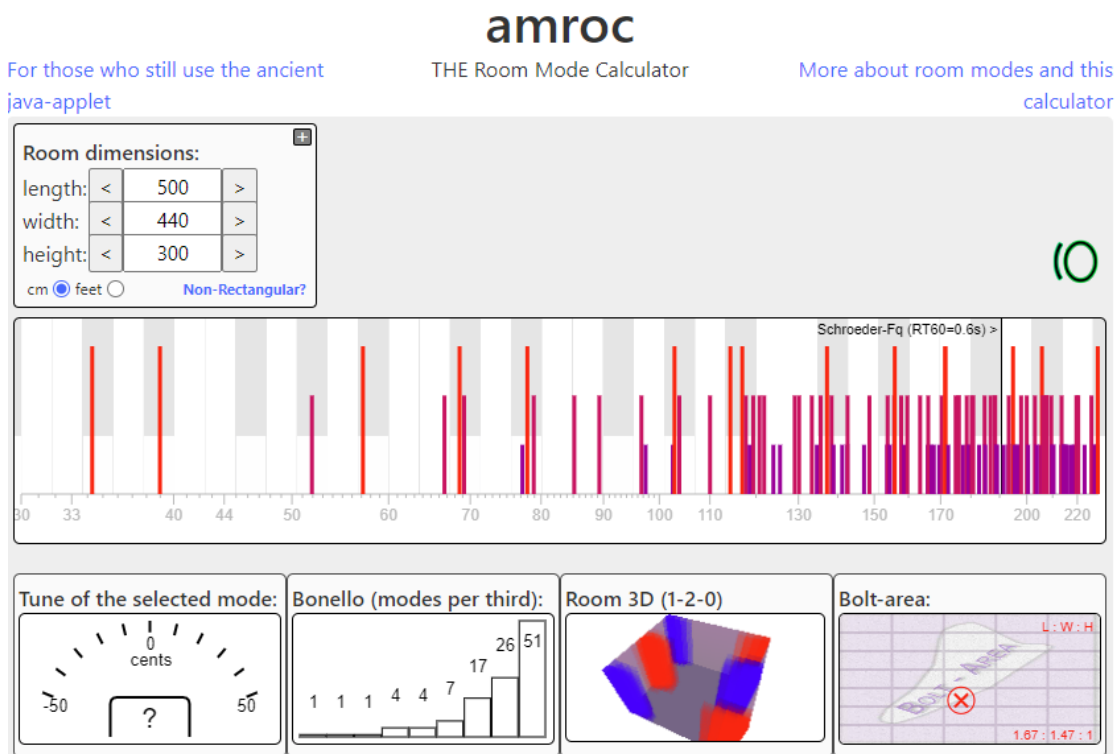 amroc
For those who still use the ancient
java-applet
THE Room Mode Calculator
More about room modes and this
calculator
+
Room dimensions:
length: < 500 >
width: < 440 >
height: < 300 >
cm feet Non-Rectangular?
Schroeder-Fq (RT60=0.6s) >
30 33 40 44 50 60 70 80 90 100 110 130 150 170 200 220
Tune of the selected mode:
0
cents
-50 50
?
Bonello (modes per third):
1 1 1 4 4 7 17 26 51
Room 3D (1-2-0)
Bolt-area:
L : W : H
BOLT - AREA
1.67 : 1.47 : 1